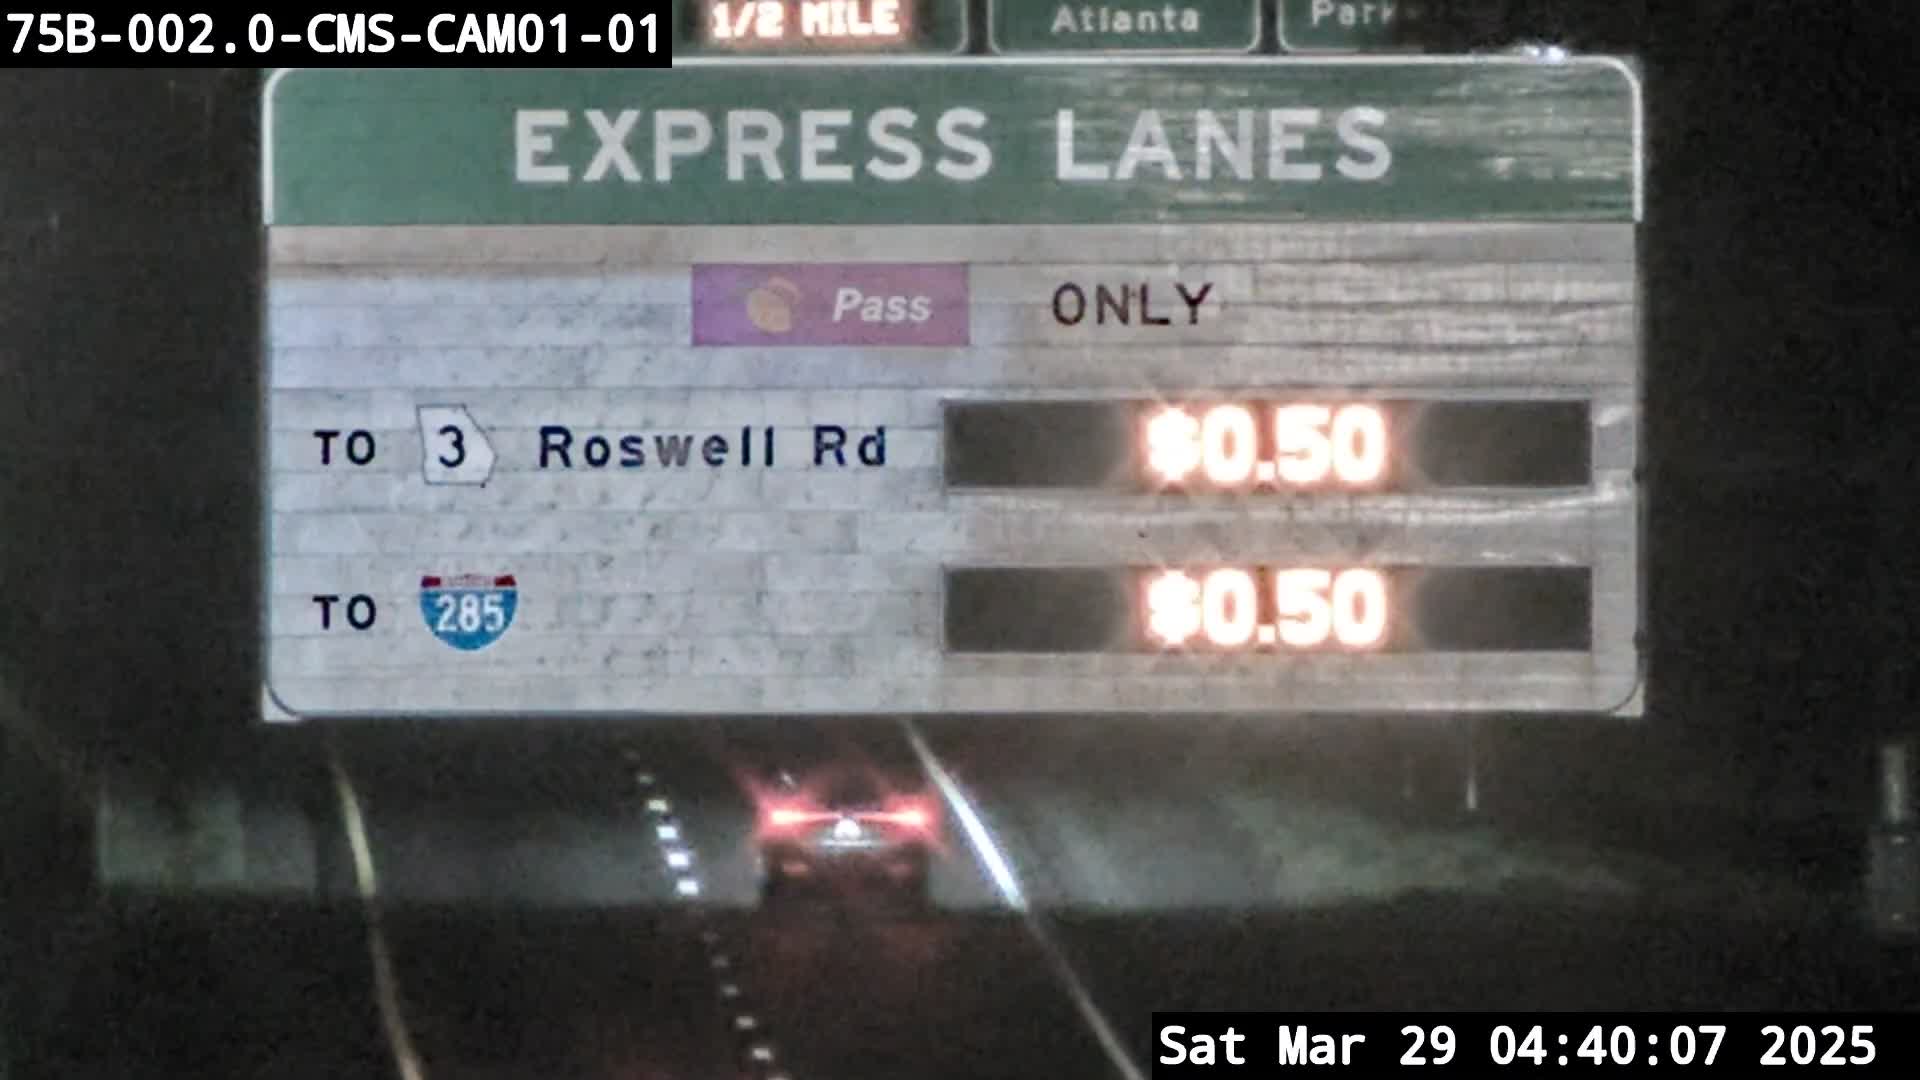 75B-002.0-CMS-CAM01-01
1/2 MILE
Atlanta
EXPRESS LANES
Pass ONLY
TO 3 Roswell Rd $0.50
TO 285 $0.50
Sat Mar 29 04:40:07 2025